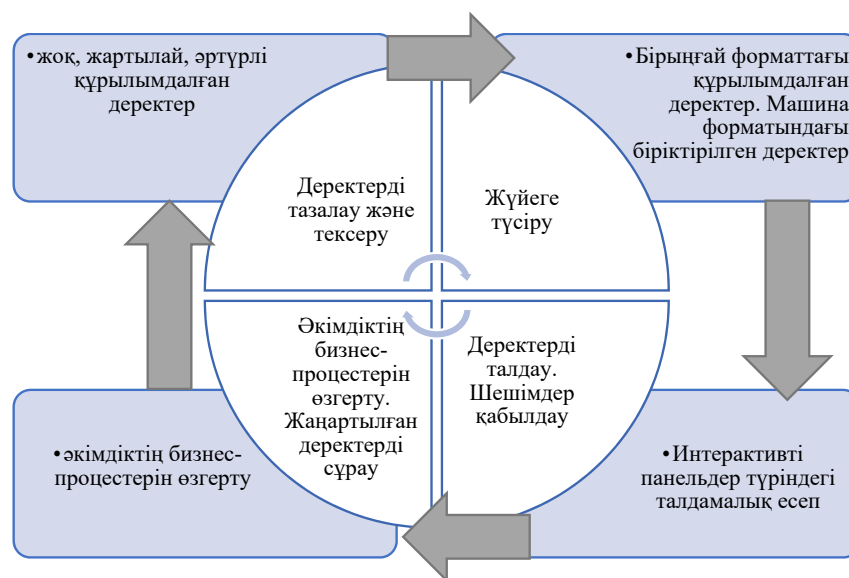 •жоқ, жартылай, әртүрлі
құрылымдалған
деректер
•Бірыңғай форматтағы
құрылымдалған
деректер. Машина
форматындағы
біріктірілген деректер
Деректерді
тазалау және
тексеру
Жүйеге
түсіру
Әкімдіктің
бизнес-
процестерін
өзгерту.
Жаңартылған
деректерді
сұрау
Деректерді
талдау.
Шешімдер
қабылдау
•әкімдіктің бизнес-
процестерін өзгерту
•Интерактивті
панельдер түріндегі
талдамалық есеп